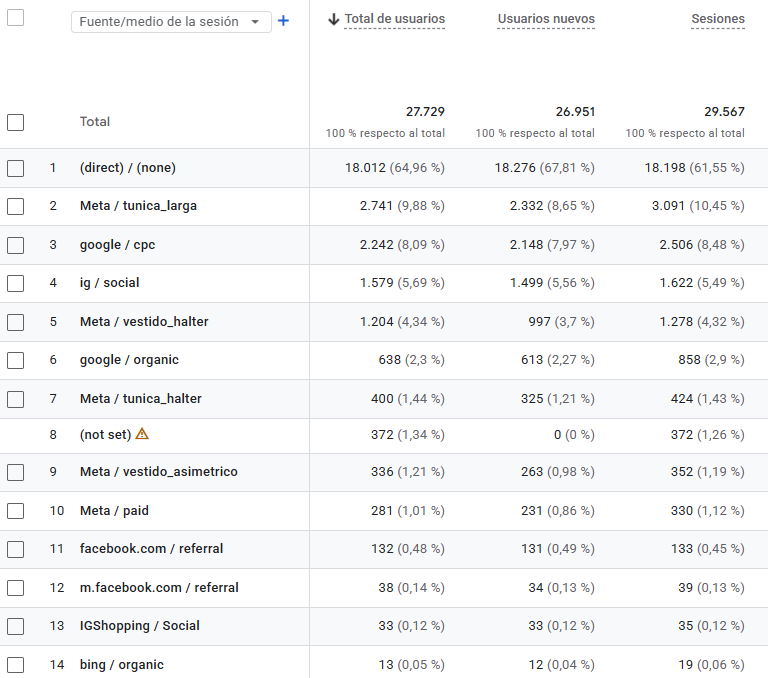 Fuente/medio de la sesión + ↓ Total de usuarios Usuarios nuevos Sesiones
27.729 26.951 29.567
Total 100 % respecto al total 100 % respecto al total 100 % respecto al total
1 (direct) / (none) 18.012 (64,96 %) 18.276 (67,81 %) 18.198 (61,55 %)
2 Meta / tunica_larga 2.741 (9,88 %) 2.332 (8,65 %) 3.091 (10,45 %)
3 google / cpc 2.242 (8,09 %) 2.148 (7,97 %) 2.506 (8,48 %)
4 ig / social 1.579 (5,69 %) 1.499 (5,56 %) 1.622 (5,49 %)
5 Meta / vestido_halter 1.204 (4,34 %) 997 (3,7 %) 1.278 (4,32 %)
6 google / organic 638 (2,3 %) 613 (2,27 %) 858 (2,9 %)
7 Meta / tunica_halter 400 (1,44 %) 325 (1,21 %) 424 (1,43 %)
8 (not set) 372 (1,34 %) 0 (0 %) 372 (1,26 %)
9 Meta / vestido_asimetrico 336 (1,21 %) 263 (0,98 %) 352 (1,19 %)
10 Meta / paid 281 (1,01 %) 231 (0,86 %) 330 (1,12 %)
11 facebook.com / referral 132 (0,48 %) 131 (0,49 %) 133 (0,45 %)
12 m.facebook.com / referral 38 (0,14 %) 34 (0,13 %) 39 (0,13 %)
13 IGShopping / Social 33 (0,12 %) 33 (0,12 %) 35 (0,12 %)
14 bing / organic 13 (0,05 %) 12 (0,04 %) 19 (0,06 %)